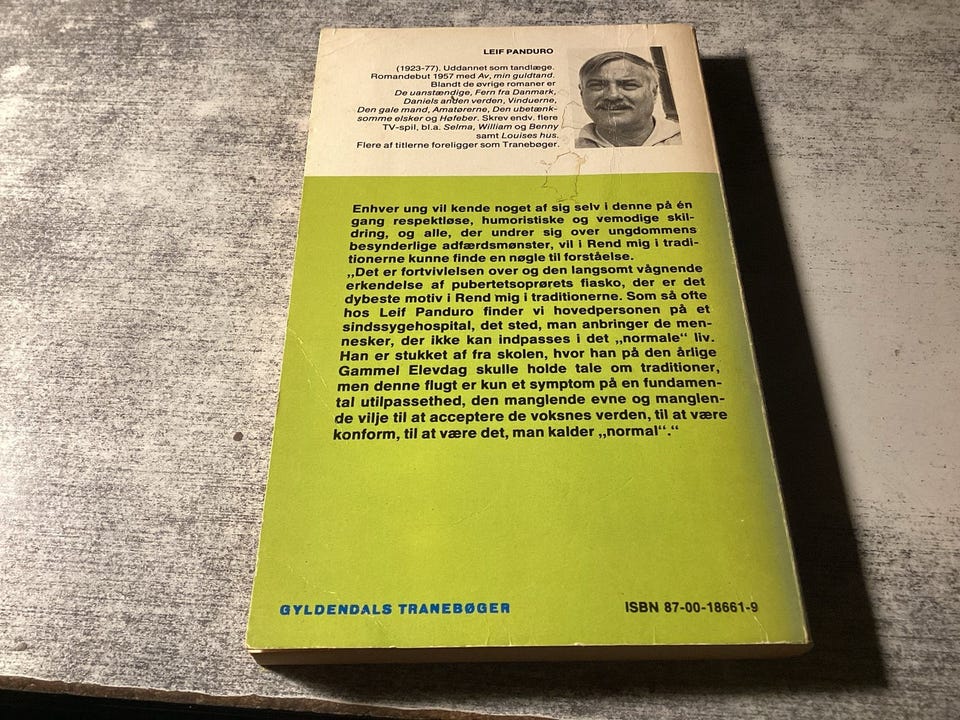 LEIF PANDURO
(1923-77). Uddannet som tandlæge.
Romandebut 1957 med Av, min guldtand.
Blandt de øvrige romaner er
De uanstændige, Fern fra Danmark,
Daniels anden verden, Vinduerne,
Den gale mand, Amatørerne, Den ubetænk-
somme elsker og Høfeber. Skrev endv. flere
TV-spil, bl.a. Selma, William og Benny
samt Louises hus.
Flere af titlerne foreligger som Tranebøger.
Enhver ung vil kende noget af sig selv i denne på én
gang respektløse, humoristiske og vemodige skil-
dring, og alle, der undrer sig over ungdommens
besynderlige adfærdsmønster, vil i Rend mig i tradi-
tionerne kunne finde en nøgle til forståelse.
„Det er fortvivlelsen over og den langsomt vågnende
erkendelse af pubertetsoprørets fiasko, der er det
dybeste motiv i Rend mig i traditionerne. Som så ofte
hos Leif Panduro finder vi hovedpersonen på et
sindssygehospital, det sted, man anbringer de men-
nesker, der ikke kan indpasses i det „normale“ liv.
Han er stukket af fra skolen, hvor han på den årlige
Gammel Elevdag skulle holde tale om traditioner,
men denne flugt er kun et symptom på en fundamen-
tal utilpassethed, den manglende evne og manglen-
de vilje til at acceptere de voksnes verden, til at være
konform, til at være det, man kalder „normal“.“
GYLDENDALS TRANEBØGER
ISBN 87-00-18661-9